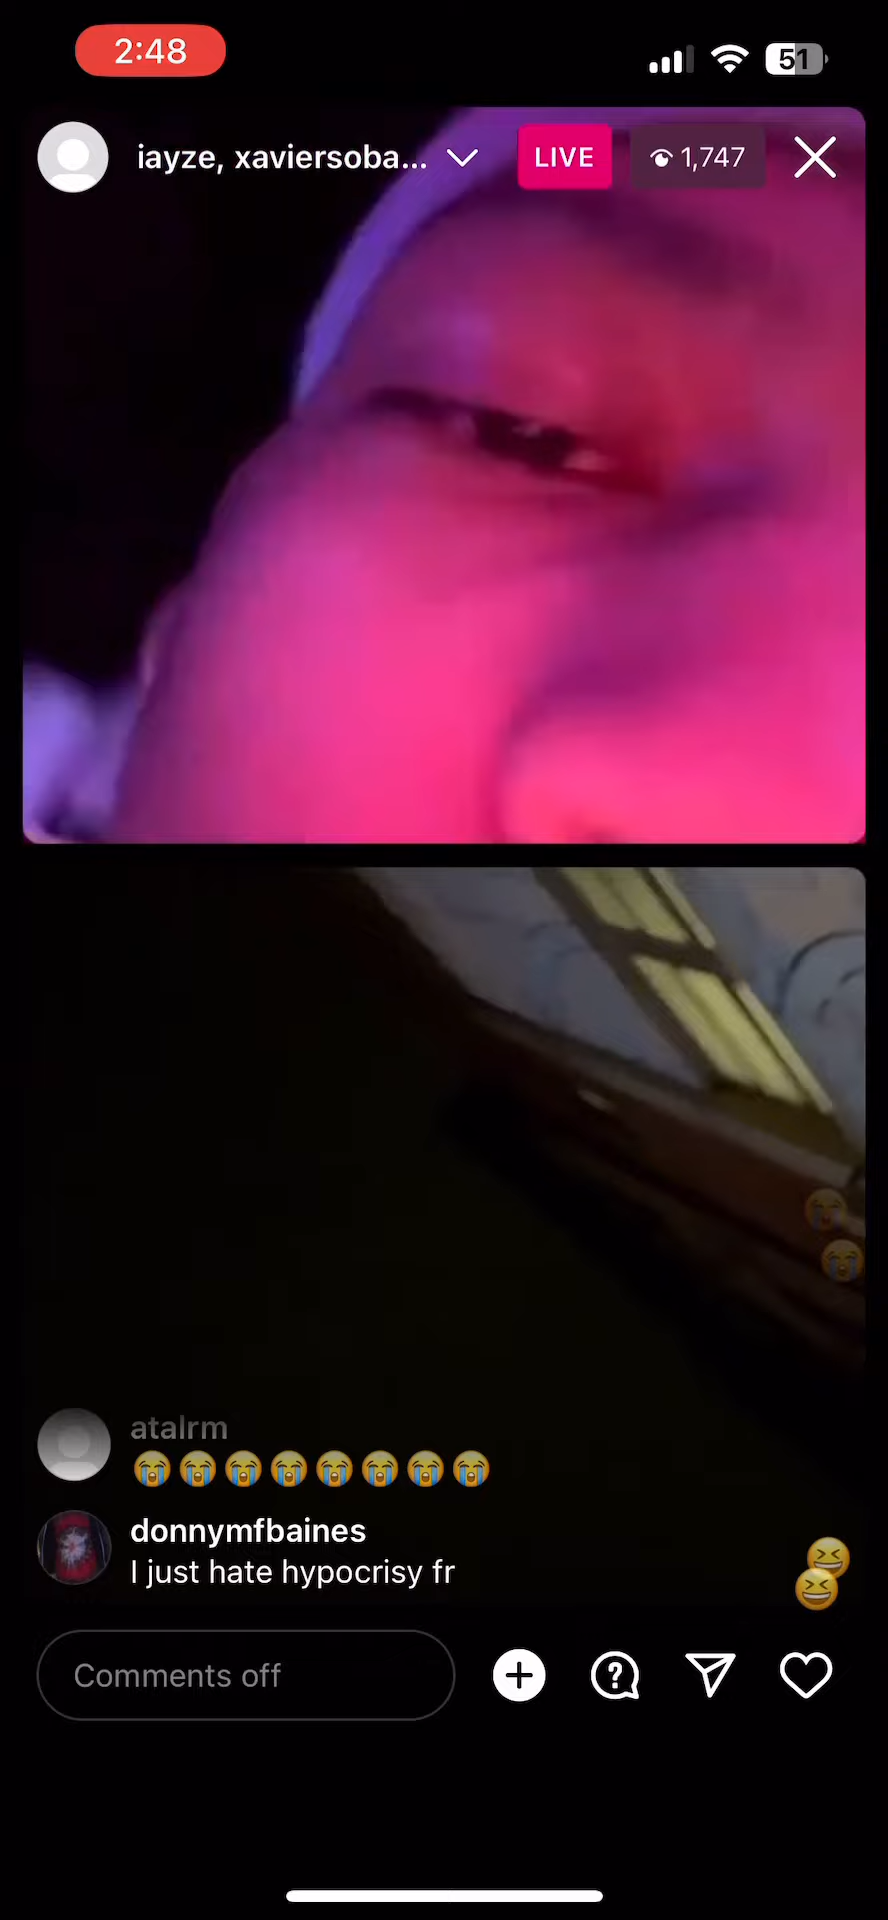 2:48
51
iayze, xaviersoba...
LIVE
1,747
atalrm
😭😭😭😭😭😭😭😭
donnymfbaines
I just hate hypocrisy fr
Comments off